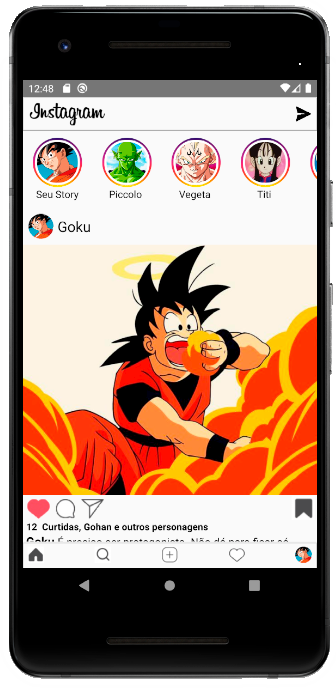 12:48
Instagram
Seu Story Piccolo Vegeta Titi
Goku
12 Curtidas, Gohan e outros personagens
Goku É preciso ser protagonista. Não dá para ficar só